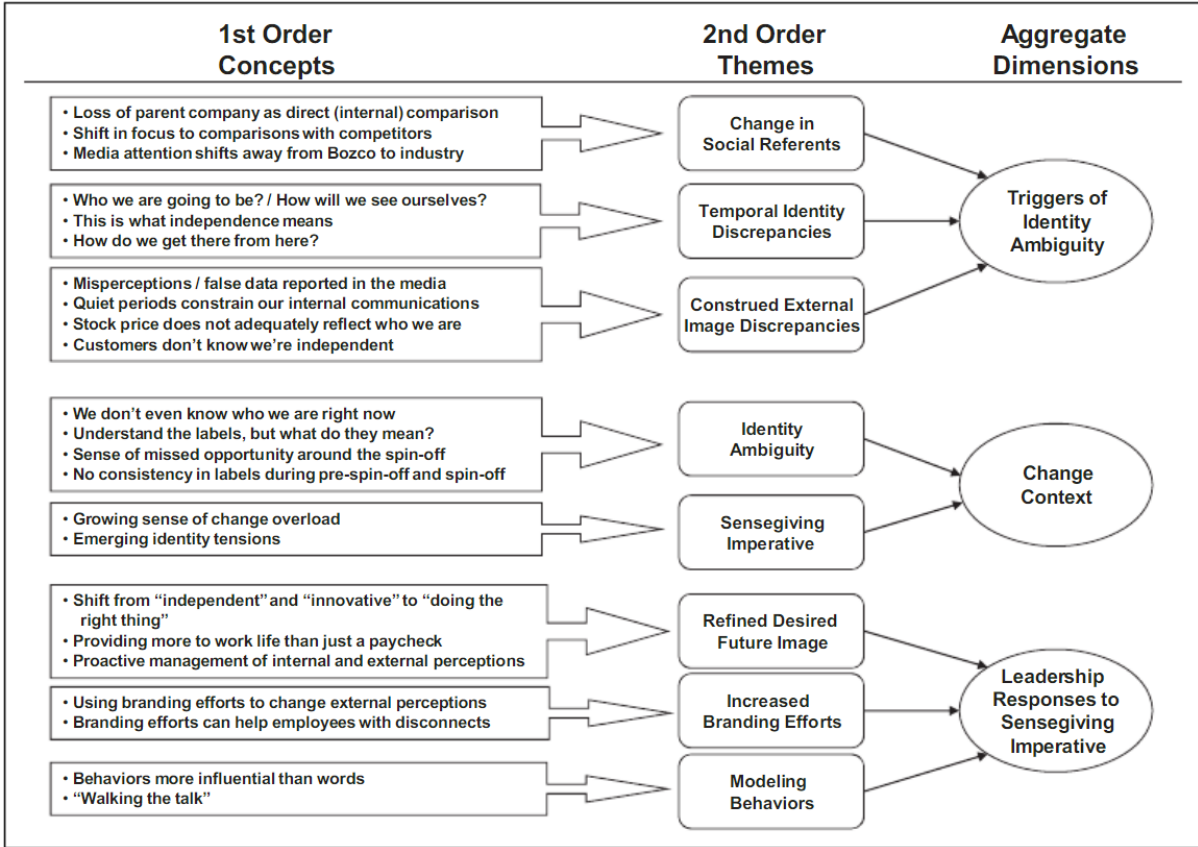 1st Order
Concepts
2nd Order
Themes
Aggregate
Dimensions
• Loss of parent company as direct (internal) comparison
• Shift in focus to comparisons with competitors
• Media attention shifts away from Bozco to industry
Change in
Social Referents
• Who we are going to be? / How will we see ourselves?
• This is what independence means
• How do we get there from here?
Temporal Identity
Discrepancies
Triggers of
Identity
Ambiguity
• Misperceptions / false data reported in the media
• Quiet periods constrain our internal communications
• Stock price does not adequately reflect who we are
• Customers don’t know we’re independent
Construed External
Image Discrepancies
• We don’t even know who we are right now
• Understand the labels, but what do they mean?
• Sense of missed opportunity around the spin-off
• No consistency in labels during pre-spin-off and spin-off
Identity
Ambiguity
Change
Context
• Growing sense of change overload
• Emerging identity tensions
Sensegiving
Imperative
• Shift from “independent” and “innovative” to “doing the
right thing”
• Providing more to work life than just a paycheck
• Proactive management of internal and external perceptions
Refined Desired
Future Image
• Using branding efforts to change external perceptions
• Branding efforts can help employees with disconnects
Increased
Branding Efforts
Leadership
Responses to
Sensegiving
Imperative
• Behaviors more influential than words
• “Walking the talk”
Modeling
Behaviors